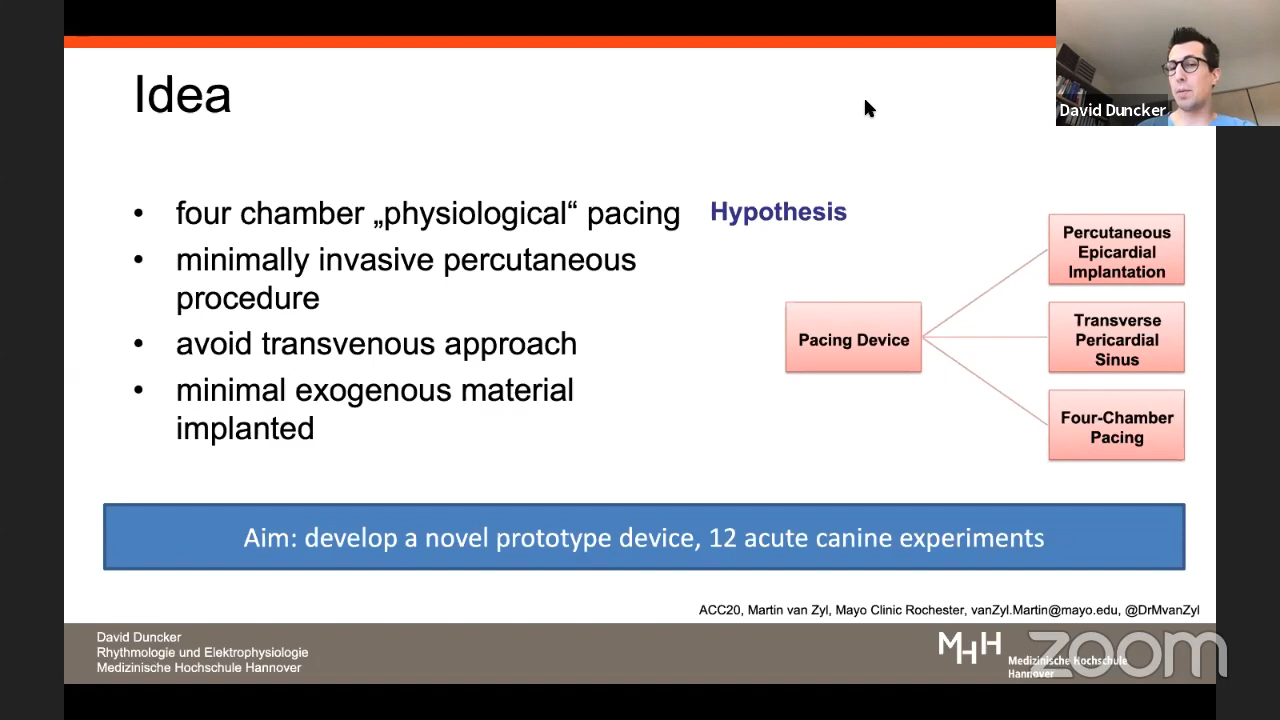 Idea
David Duncker
• four chamber „physiological“ pacing
• minimally invasive percutaneous
procedure
• avoid transvenous approach
• minimal exogenous material
implanted
Hypothesis
Pacing Device
Percutaneous
Epicardial
Implantation
Transverse
Pericardial
Sinus
Four-Chamber
Pacing
Aim: develop a novel prototype device, 12 acute canine experiments
ACC20, Martin van Zyl, Mayo Clinic Rochester, vanZyl.Martin@mayo.edu, @DrMvanZyl
David Duncker
Rhythmologie und Elektrophysiologie
Medizinische Hochschule Hannover
MHH
Medizinische Hochschule
Hannover
zoom